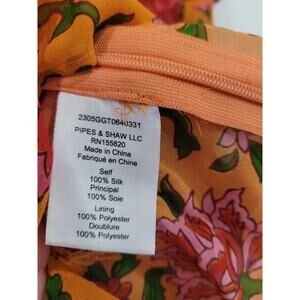 2305GGT0640331
PIPES & SHAW LLC
RN155820
Made in China
Fabriqué en Chine
Self
100% Silk
Principal
100% Soie
Lining
100% Polyester
Doublure
100% Polyester